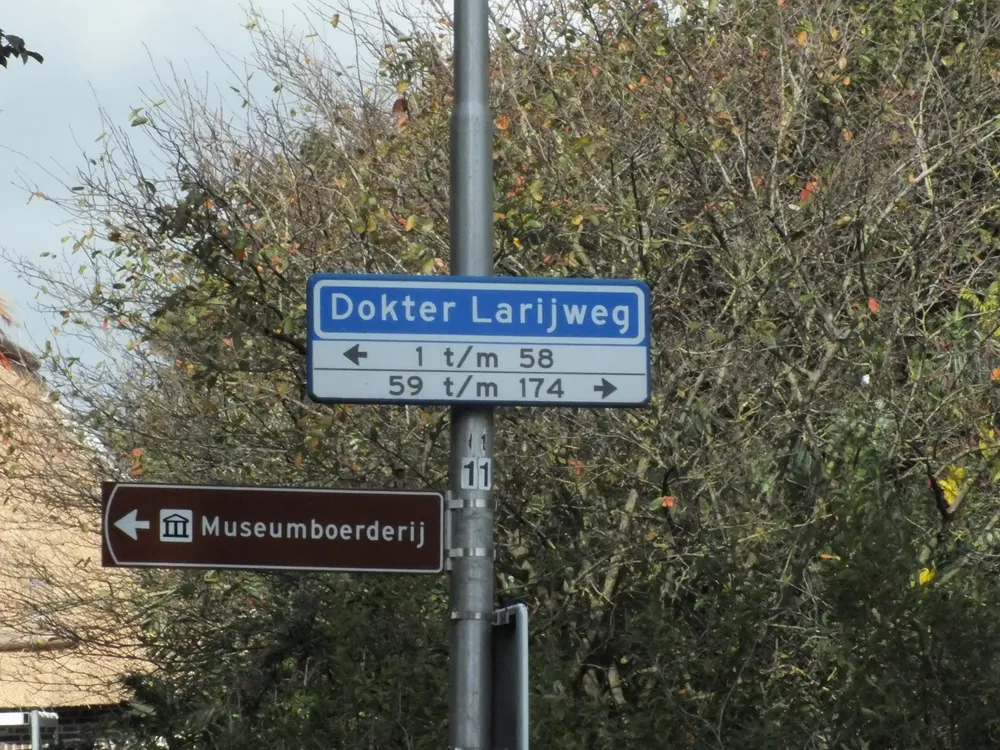 Dokter Larijweg
← 1 t/m 58
59 t/m 174 →
11
← Museumboerderij